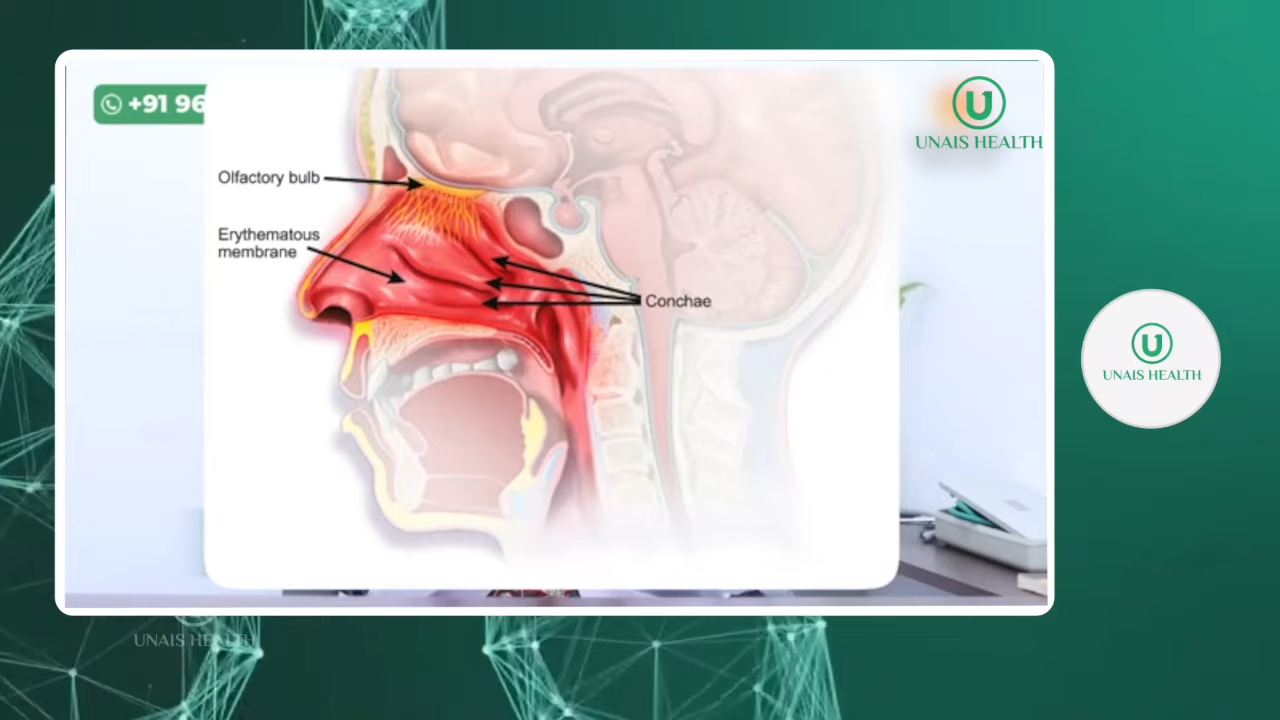 +91 96
UNAIS HEALTH
Olfactory bulb
Erythematous
membrane
Conchae
UNAIS HEALTH
UNAIS HEALTH